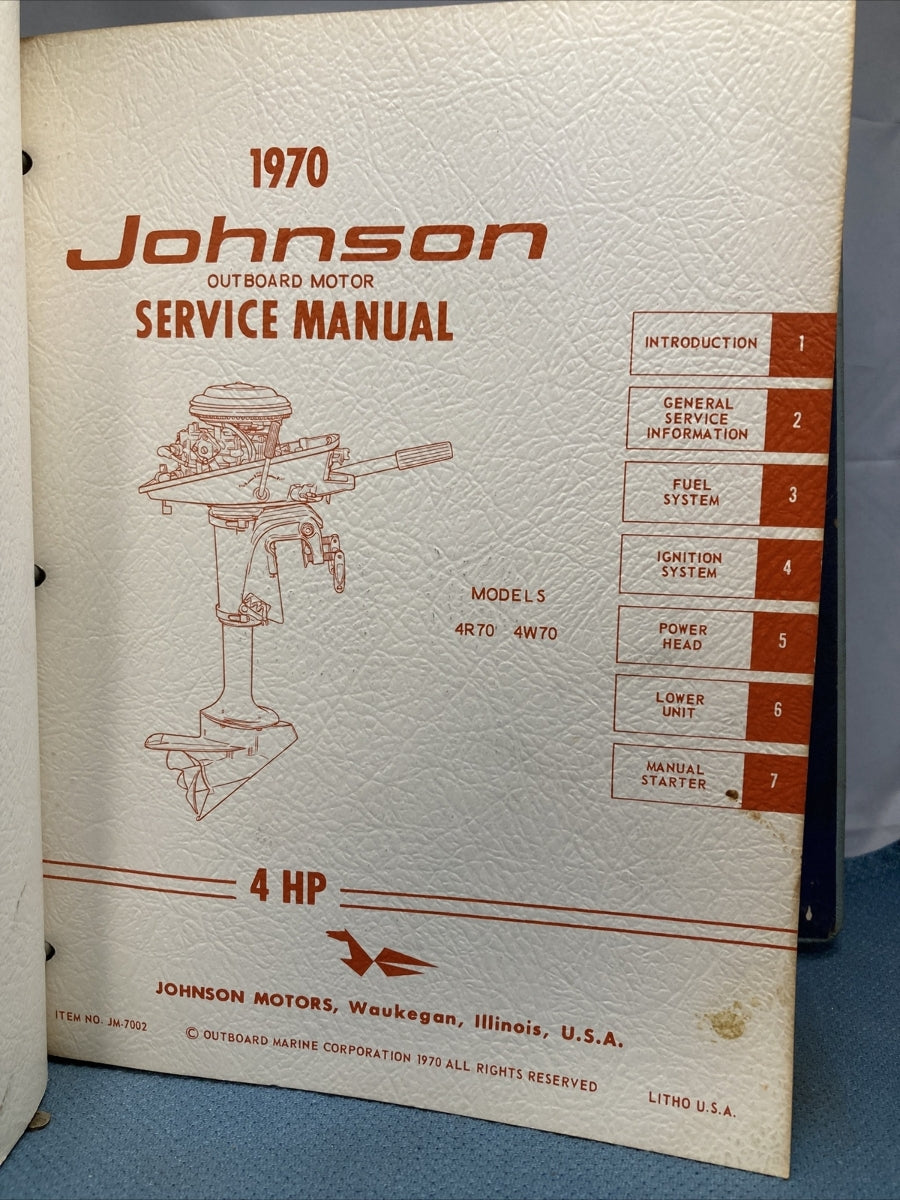 1970
Johnson
OUTBOARD MOTOR
SERVICE MANUAL
INTRODUCTION 1
GENERAL
SERVICE
INFORMATION 2
FUEL
SYSTEM 3
IGNITION
SYSTEM 4
POWER
HEAD 5
LOWER
UNIT 6
MANUAL
STARTER 7
MODELS
4R70 4W70
4 HP
JOHNSON MOTORS, Waukegan, Illinois, U.S.A.
ITEM NO. JM-7002
© OUTBOARD MARINE CORPORATION 1970 ALL RIGHTS RESERVED
LITHO U.S.A.